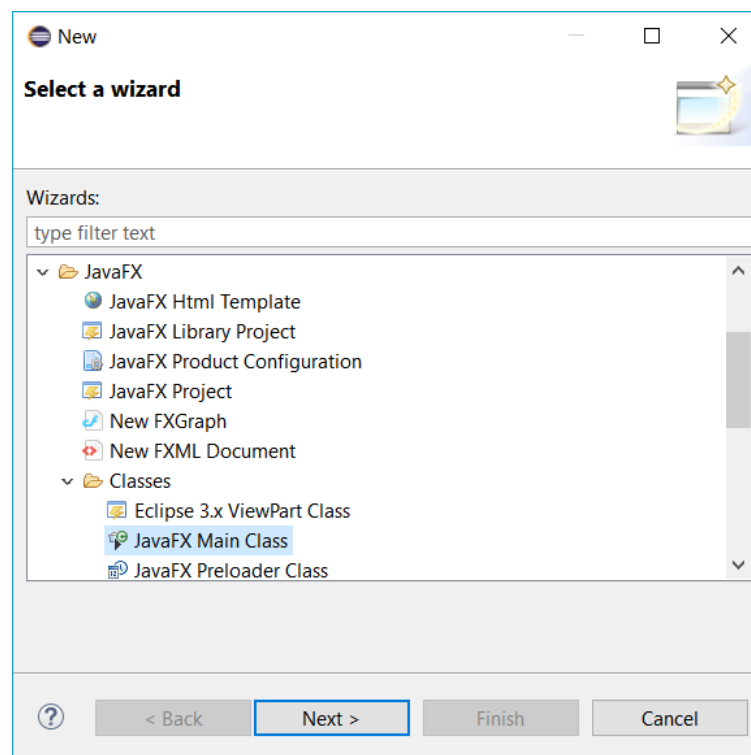 New
Select a wizard
Wizards:
type filter text
JavaFX
JavaFX Html Template
JavaFX Library Project
JavaFX Product Configuration
JavaFX Project
New FXGraph
New FXML Document
Classes
Eclipse 3.x ViewPart Class
JavaFX Main Class
JavaFX Preloader Class
? < Back Next > Finish Cancel